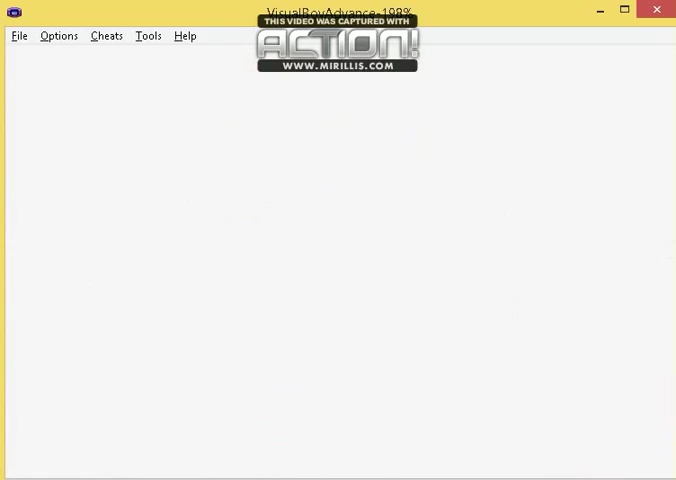 VisualBoyAdvance-198%
THIS VIDEO WAS CAPTURED WITH
ACTION!
WWW.MIRILLIS.COM
File Options Cheats Tools Help